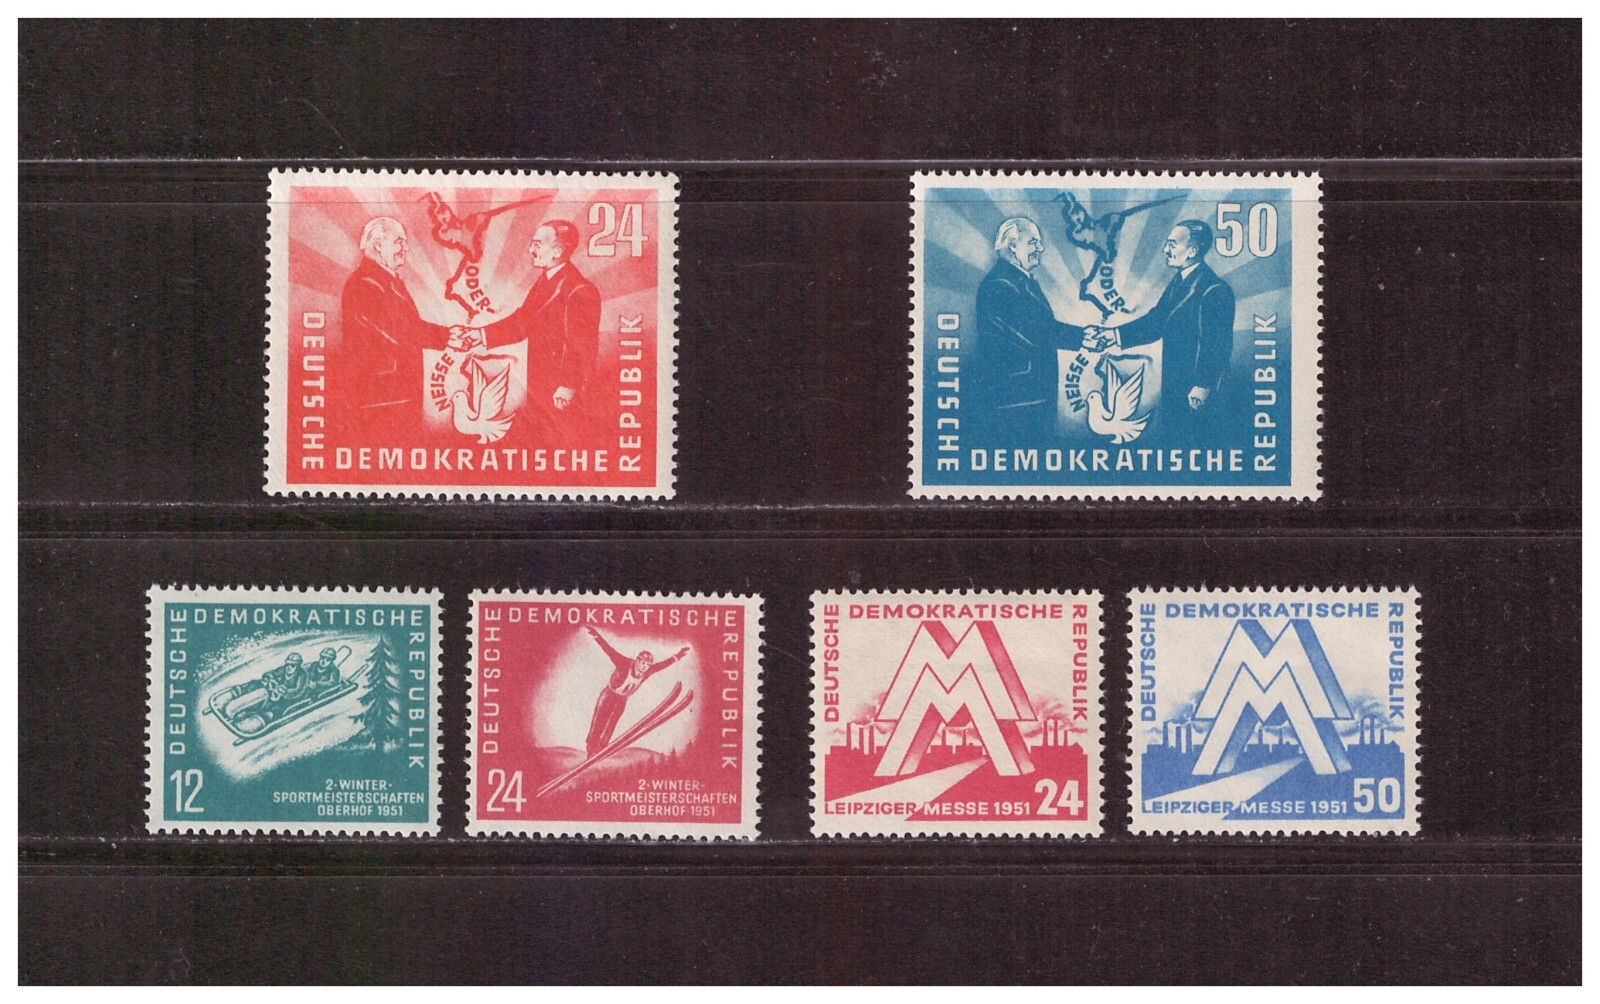 24
ODER
NEISSE
DEUTSCHE
DEMOKRATISCHE
REPUBLIK
50
ODER
NEISSE
DEUTSCHE
DEMOKRATISCHE
REPUBLIK
DEUTSCHE
DEMOKRATISCHE
REPUBLIK
12
2·WINTER-
SPORTMEISTERSCHAFTEN
OBERHOF 1951
DEUTSCHE
DEMOKRATISCHE
REPUBLIK
24
2·WINTER-
SPORTMEISTERSCHAFTEN
OBERHOF 1951
DEUTSCHE
DEMOKRATISCHE
REPUBLIK
M
M
LEIPZIGER MESSE 1951 24
DEUTSCHE
DEMOKRATISCHE
REPUBLIK
M
M
LEIPZIGER MESSE 1951 50